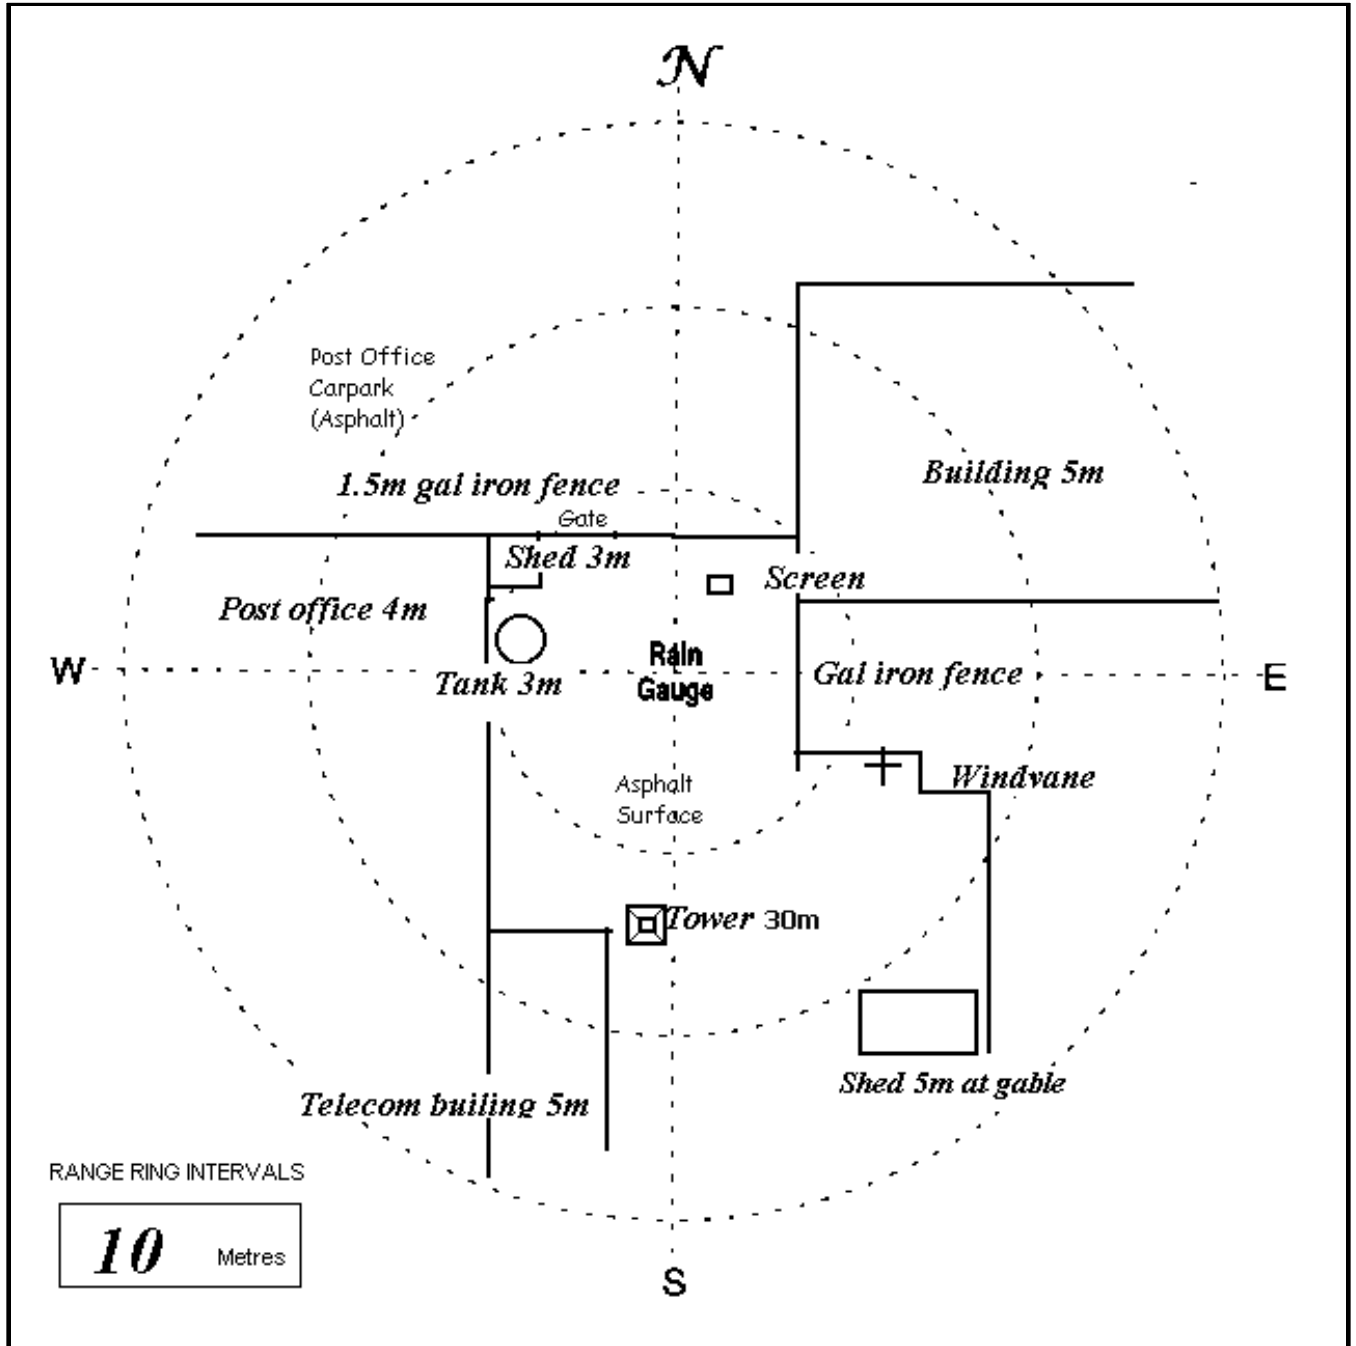 N
Post Office
Carpark
(Asphalt)
Building 5m
1.5m gal iron fence
Gate
Shed 3m
Screen
Post office 4m
Rain
Gauge
W
Tank 3m
Gal iron fence
E
Windvane
Asphalt
Surface
Tower 30m
Shed 5m at gable
Telecom builing 5m
RANGE RING INTERVALS
10 Metres
S